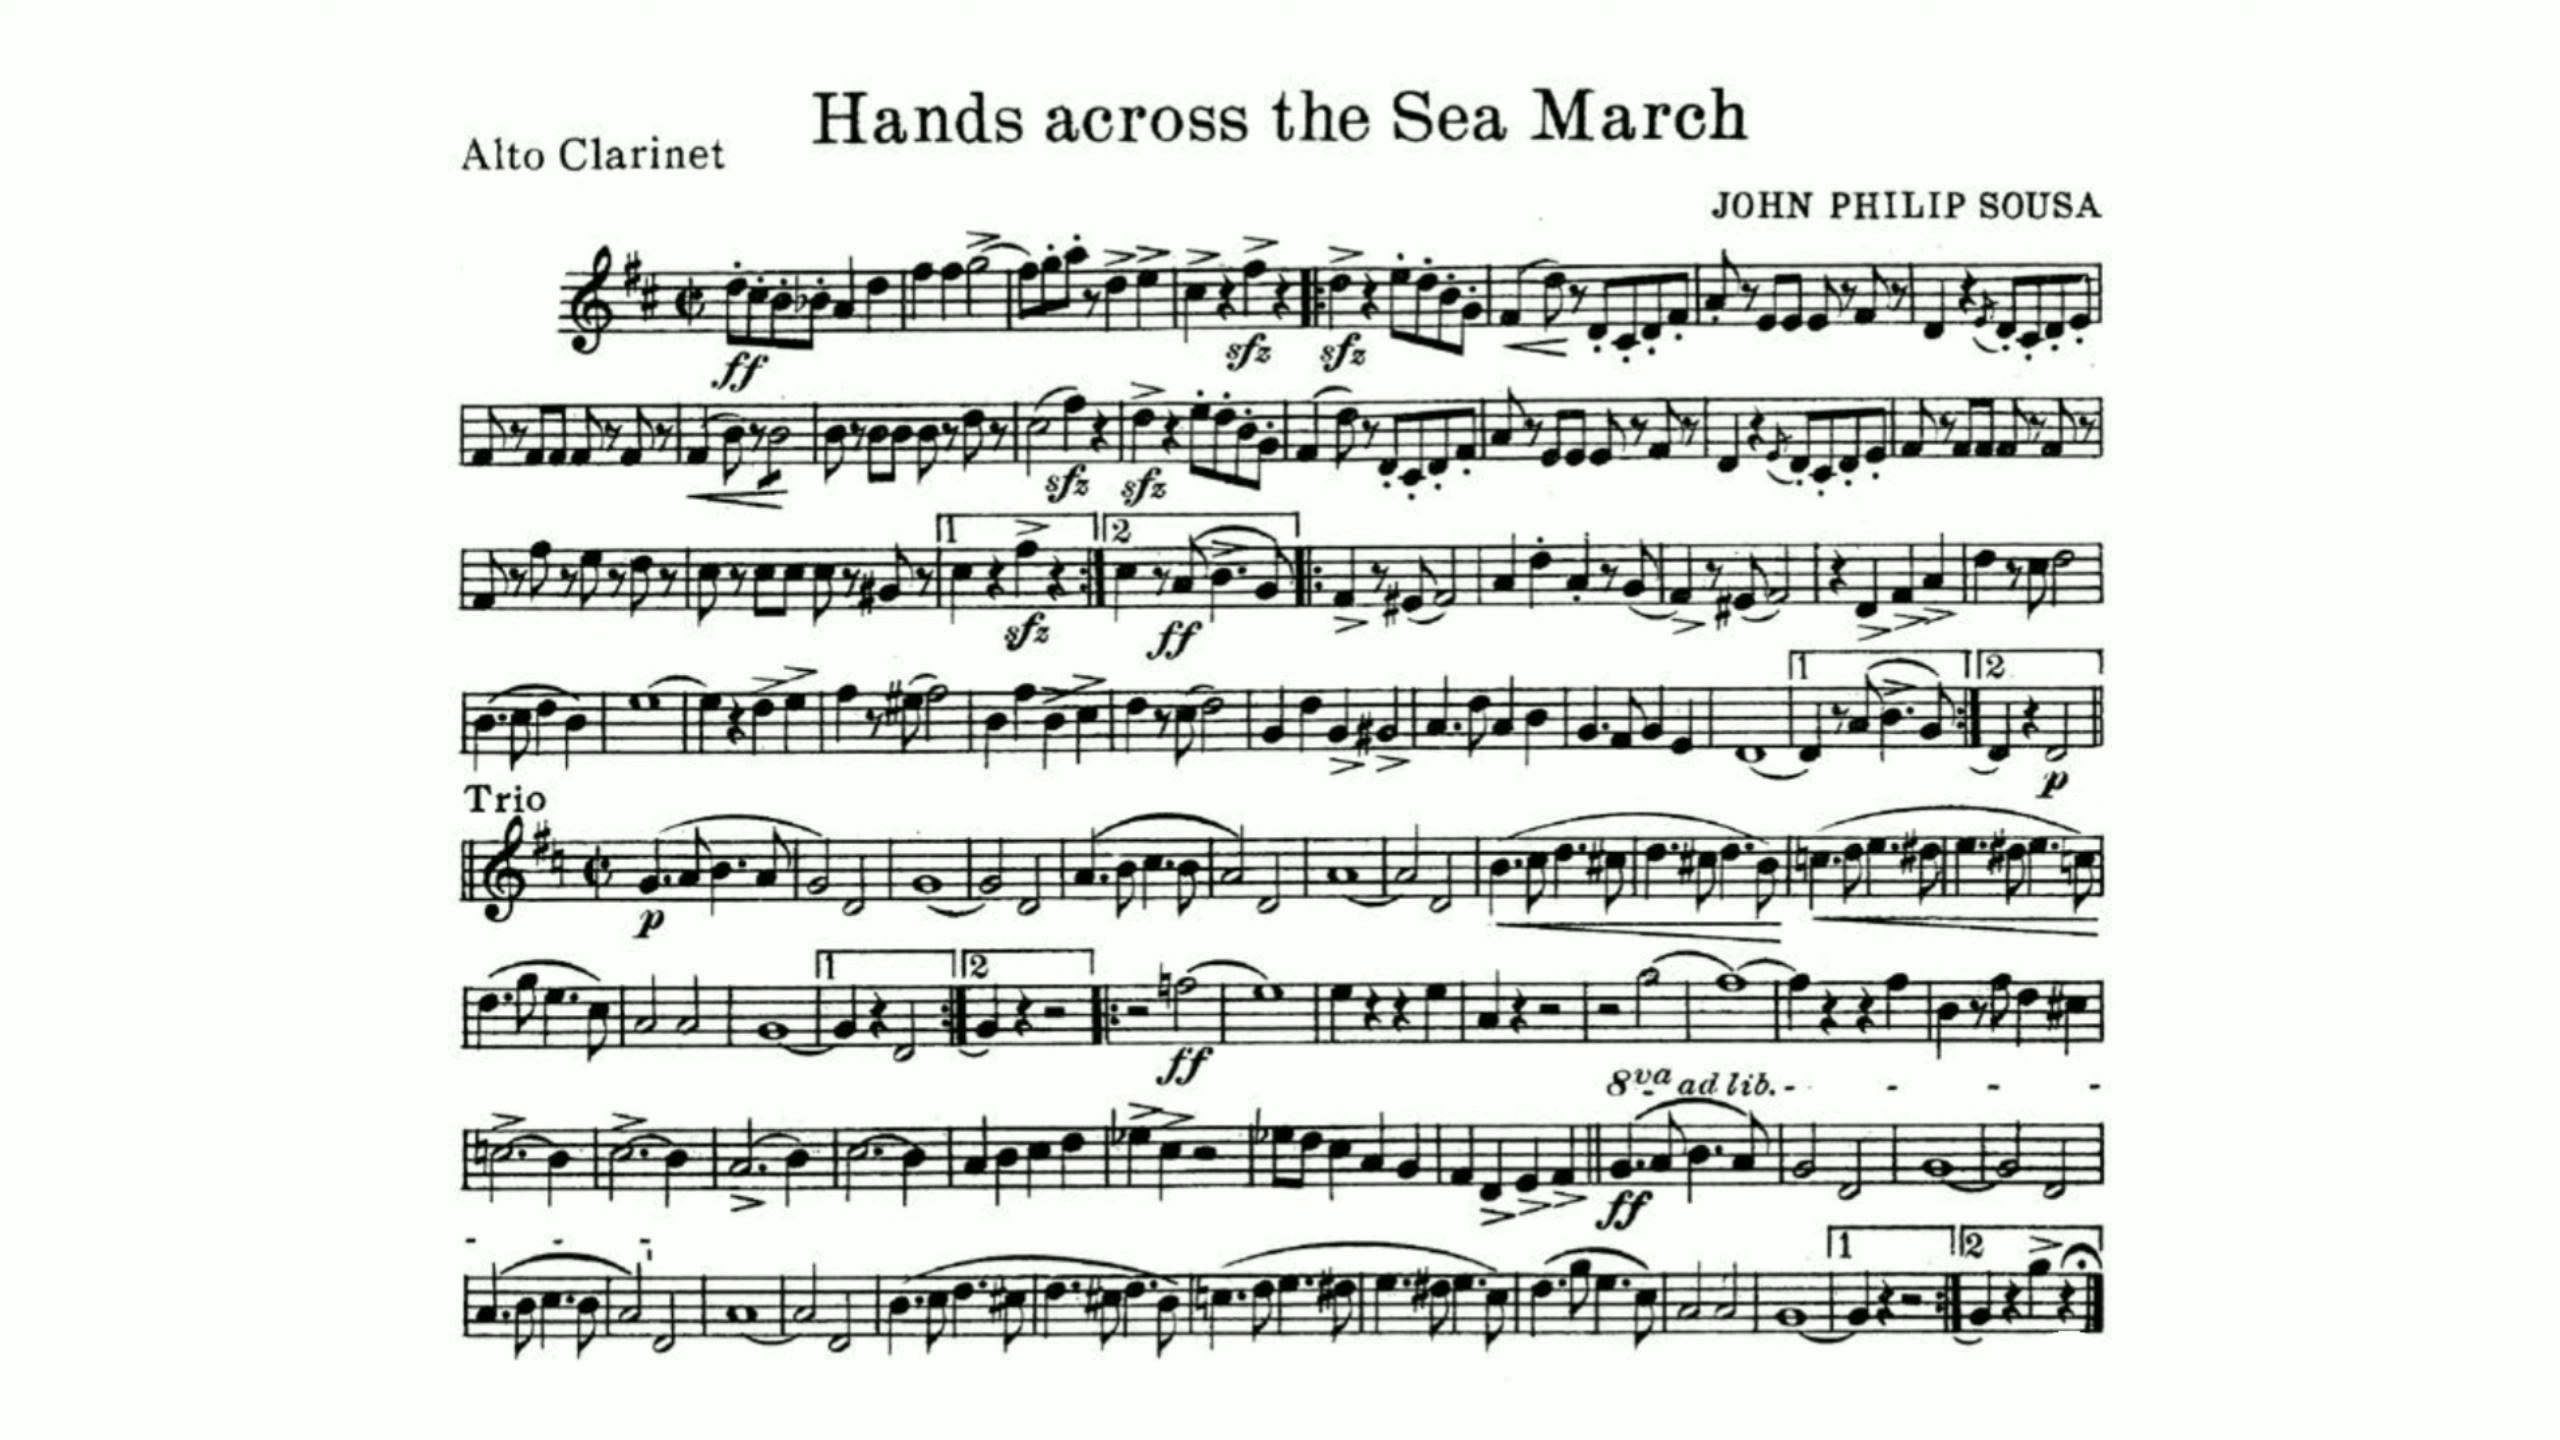 Hands across the Sea March
Alto Clarinet
JOHN PHILIP SOUSA
ff sfz sfz
sfz sfz
1 2
sfz ff
1 2
p
Trio
p
1 2
ff
8va ad lib.
ff
1 2